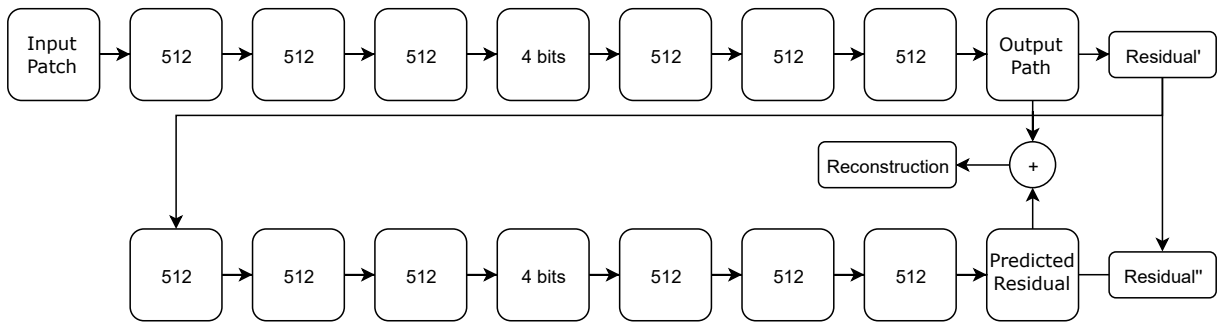 Input
Patch
512
512
512
4 bits
512
512
512
Output
Path
Residual'
Reconstruction
+
512
512
512
4 bits
512
512
512
Predicted
Residual
Residual"